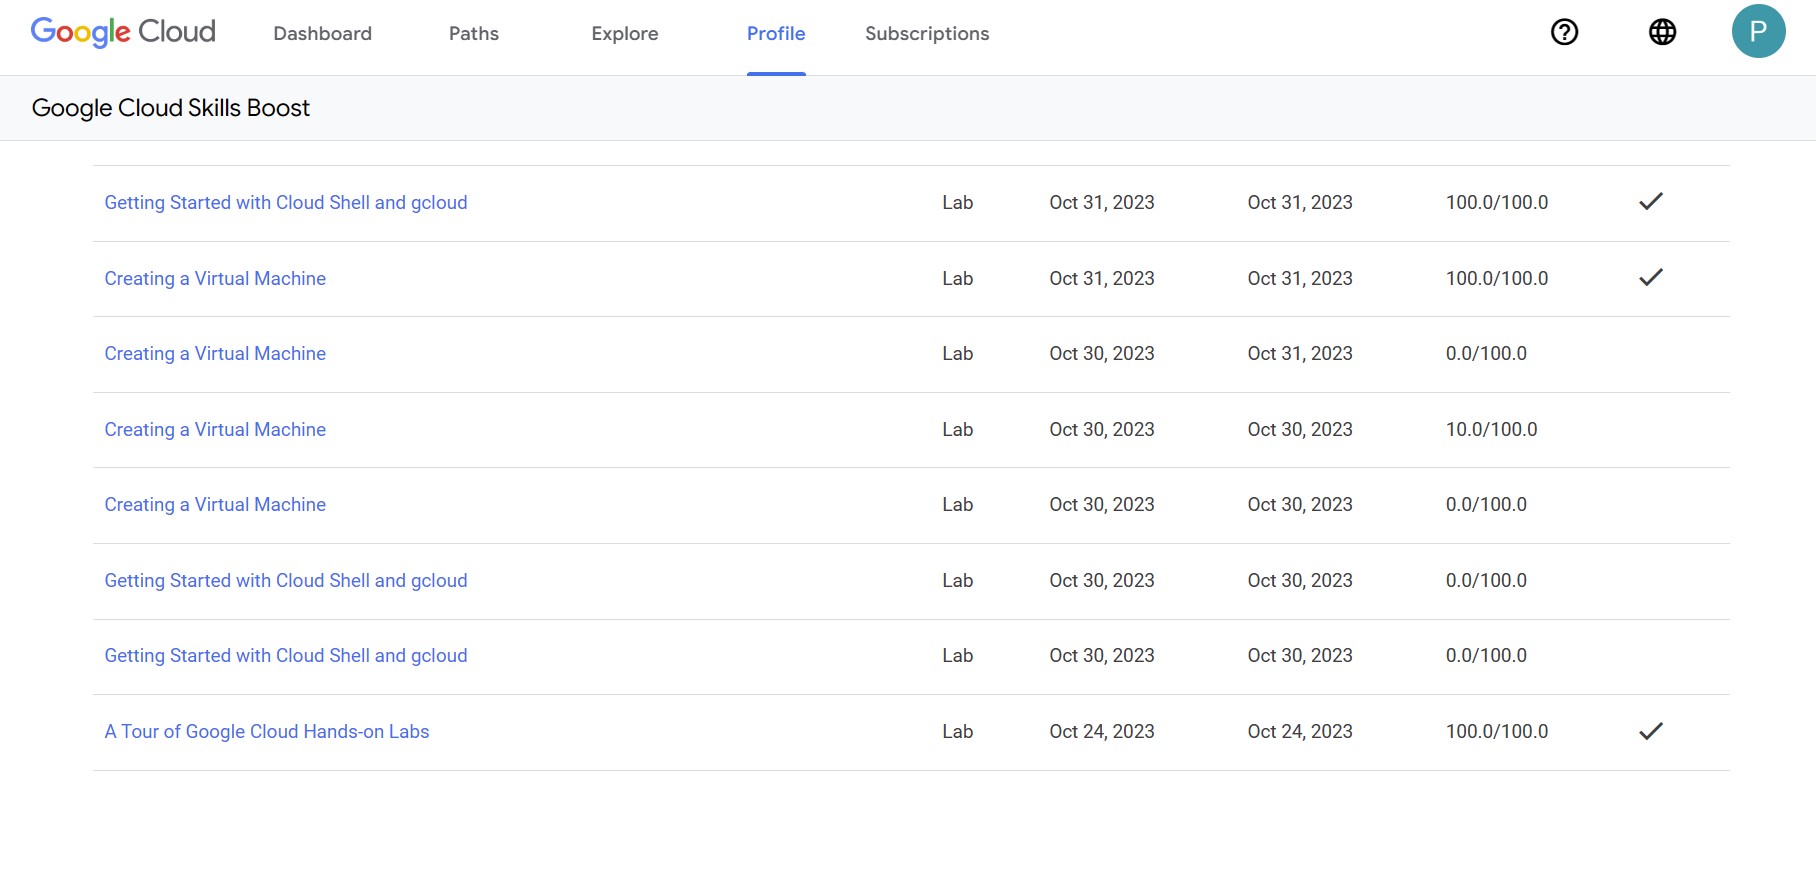 Google Cloud Dashboard Paths Explore Profile Subscriptions P
Google Cloud Skills Boost
Getting Started with Cloud Shell and gcloud Lab Oct 31, 2023 Oct 31, 2023 100.0/100.0
Creating a Virtual Machine Lab Oct 31, 2023 Oct 31, 2023 100.0/100.0
Creating a Virtual Machine Lab Oct 30, 2023 Oct 31, 2023 0.0/100.0
Creating a Virtual Machine Lab Oct 30, 2023 Oct 30, 2023 10.0/100.0
Creating a Virtual Machine Lab Oct 30, 2023 Oct 30, 2023 0.0/100.0
Getting Started with Cloud Shell and gcloud Lab Oct 30, 2023 Oct 30, 2023 0.0/100.0
Getting Started with Cloud Shell and gcloud Lab Oct 30, 2023 Oct 30, 2023 0.0/100.0
A Tour of Google Cloud Hands-on Labs Lab Oct 24, 2023 Oct 24, 2023 100.0/100.0